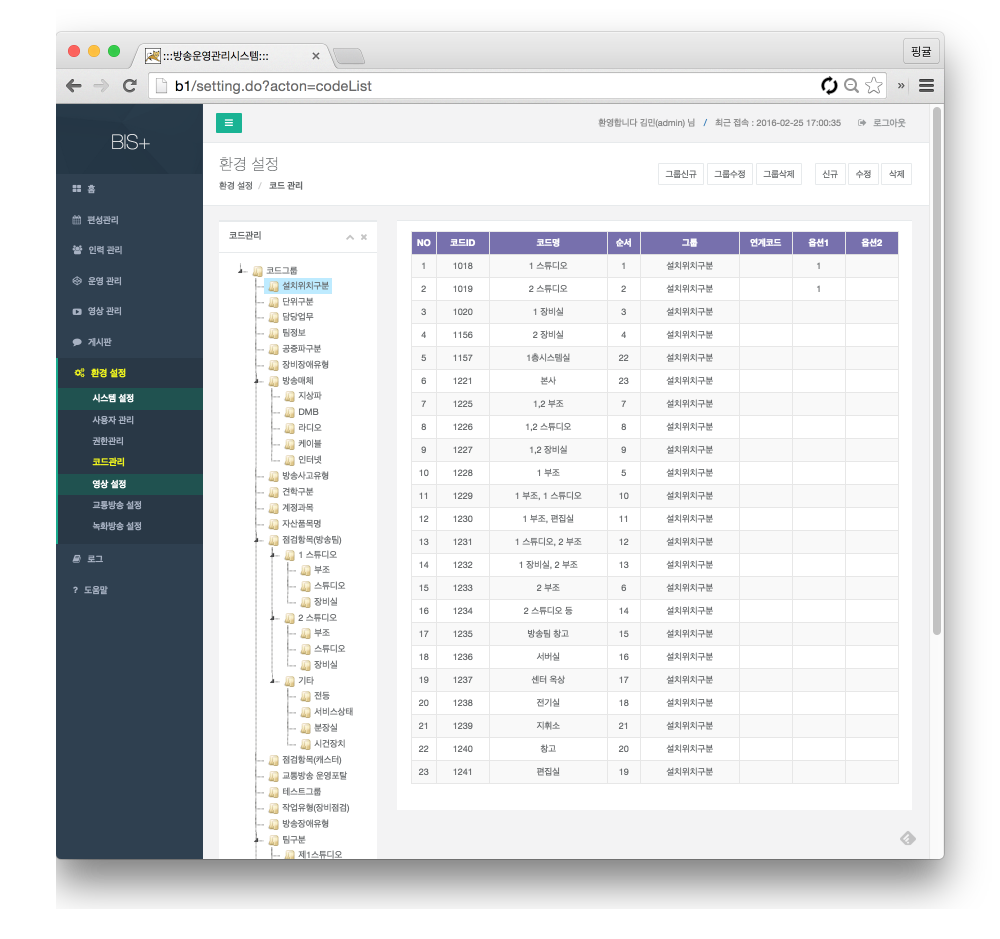 :::방송운영관리시스템:::
핑귤
b1/setting.do?acton=codeList
BIS+
환영합니다 김민(admin) 님 / 최근 접속 : 2016-02-25 17:00:35 로그아웃
환경 설정
환경 설정 / 코드 관리
그룹신규 그룹수정 그룹삭제 신규 수정 삭제
홈
편성관리
인력 관리
운영 관리
영상 관리
게시판
환경 설정
시스템 설정
사용자 관리
권한관리
코드관리
영상 설정
교통방송 설정
녹화방송 설정
로그
? 도움말
코드관리
코드그룹
설치위치구분
단위구분
담당업무
팀정보
공중파구분
장비장애유형
방송매체
지상파
DMB
라디오
케이블
인터넷
방송사고유형
견학구분
계정과목
자산품목명
점검항목(방송팀)
1 스튜디오
부조
스튜디오
장비실
2 스튜디오
부조
스튜디오
장비실
기타
전등
서비스상태
분장실
시건장치
점검항목(캐스터)
교통방송 운영포탈
테스트그룹
작업유형(장비점검)
방송장애유형
팀구분
제1스튜디오
NO 코드ID 코드명 순서 그룹 연계코드 옵션1 옵션2
1 1018 1 스튜디오 1 설치위치구분 1
2 1019 2 스튜디오 2 설치위치구분 1
3 1020 1 장비실 3 설치위치구분
4 1156 2 장비실 4 설치위치구분
5 1157 1층시스템실 22 설치위치구분
6 1221 본사 23 설치위치구분
7 1225 1,2 부조 7 설치위치구분
8 1226 1,2 스튜디오 8 설치위치구분
9 1227 1,2 장비실 9 설치위치구분
10 1228 1 부조 5 설치위치구분
11 1229 1 부조, 1 스튜디오 10 설치위치구분
12 1230 1 부조, 편집실 11 설치위치구분
13 1231 1 스튜디오, 2 부조 12 설치위치구분
14 1232 1 장비실, 2 부조 13 설치위치구분
15 1233 2 부조 6 설치위치구분
16 1234 2 스튜디오 등 14 설치위치구분
17 1235 방송팀 창고 15 설치위치구분
18 1236 서버실 16 설치위치구분
19 1237 센터 옥상 17 설치위치구분
20 1238 전기실 18 설치위치구분
21 1239 지휘소 21 설치위치구분
22 1240 창고 20 설치위치구분
23 1241 편집실 19 설치위치구분